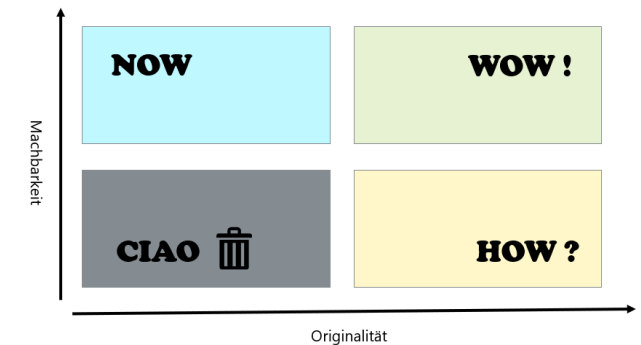 NOW
WOW !
Machbarkeit
CIAO
HOW ?
Originalität